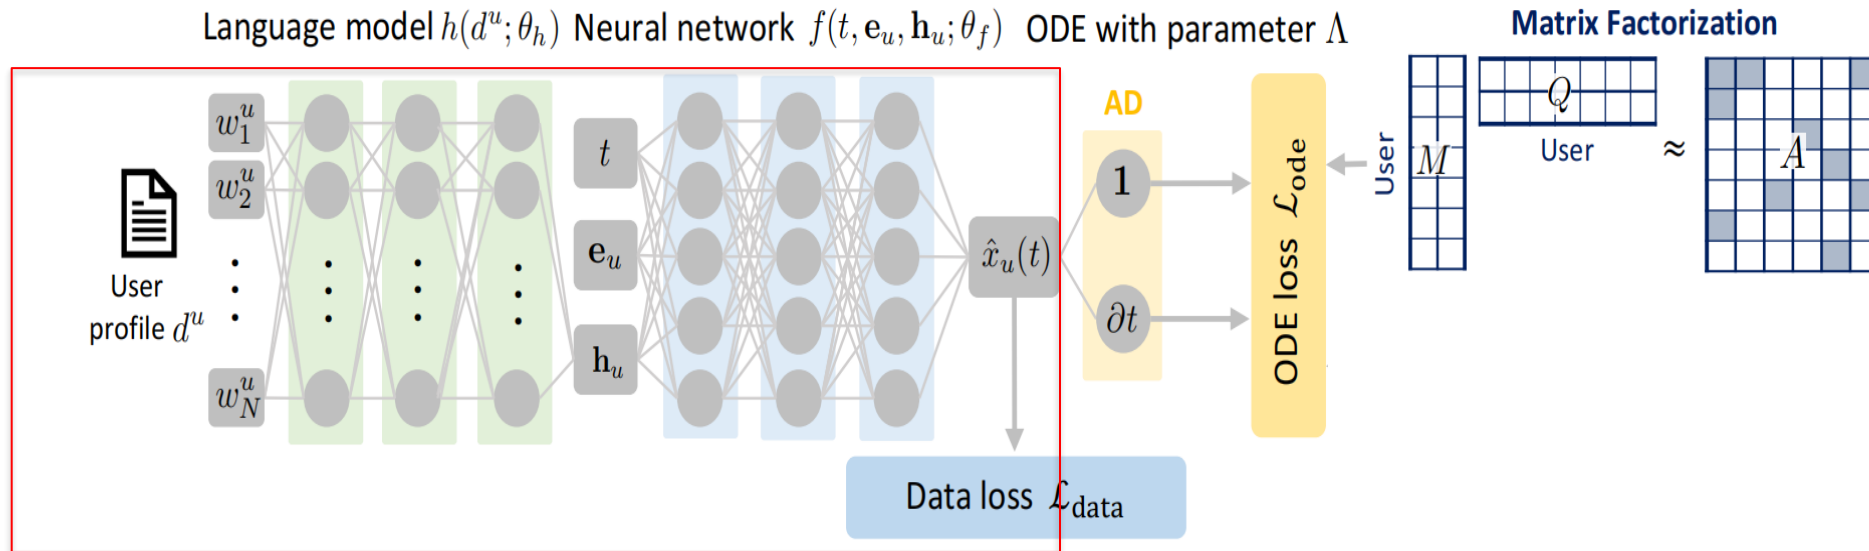 Language model h(d^u; θ_h) Neural network f(t, e_u, h_u; θ_f) ODE with parameter Λ
Matrix Factorization
w_1^u
w_2^u
w_N^u
User
profile d^u
t
e_u
h_u
x̂_u(t)
AD
1
∂t
ODE loss ℒ_ode
Data loss ℒ_data
User
M
Q
User
≈
A